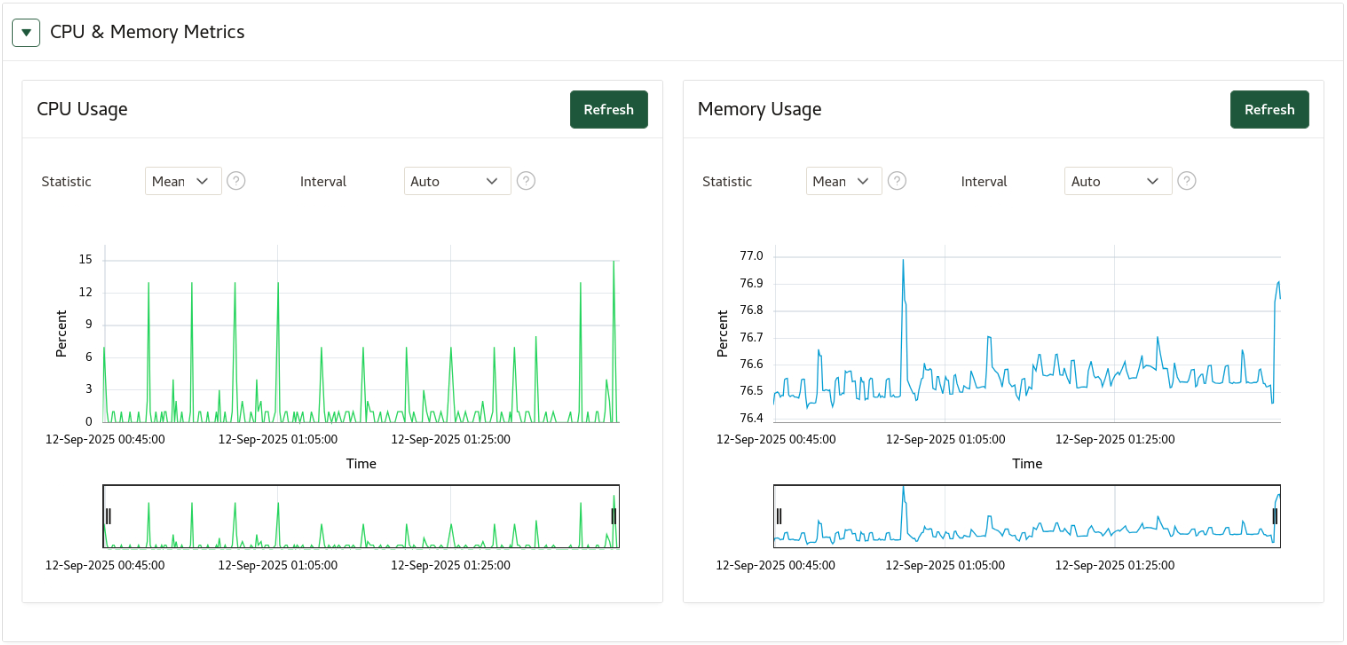 CPU & Memory Metrics
CPU Usage
Refresh
Statistic
Mean
?
Interval
Auto
?
15
12
9
6
3
0
Percent
12-Sep-2025 00:45:00
12-Sep-2025 01:05:00
12-Sep-2025 01:25:00
Time
12-Sep-2025 00:45:00
12-Sep-2025 01:05:00
12-Sep-2025 01:25:00
Memory Usage
Refresh
Statistic
Mean
?
Interval
Auto
?
77.0
76.9
76.8
76.7
76.6
76.5
76.4
Percent
12-Sep-2025 00:45:00
12-Sep-2025 01:05:00
12-Sep-2025 01:25:00
Time
12-Sep-2025 00:45:00
12-Sep-2025 01:05:00
12-Sep-2025 01:25:00